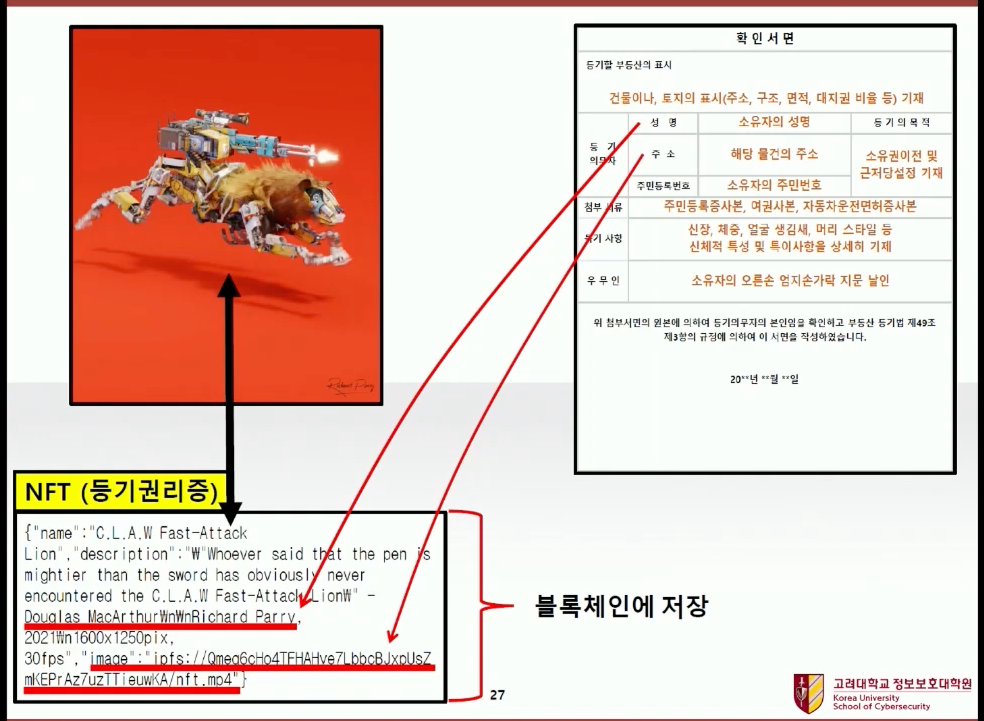 확 인 서 면
등기할 부동산의 표시
건물이나, 토지의 표시(주소, 구조, 면적, 대지권 비율 등) 기재
등 기
의무자
성 명
소유자의 성명
등 기 의 목 적
주 소
해당 물건의 주소
소유권이전 및
근저당설정 기재
주민등록번호
소유자의 주민번호
첨부 서류
주민등록증사본, 여권사본, 자동차운전면허증사본
특기 사항
신장, 체중, 얼굴 생김새, 머리 스타일 등
신체적 특성 및 특이사항을 상세히 기제
우 무 인
소유자의 오른손 엄지손가락 지문 날인
위 첨부서면의 원본에 의하여 등기의무자의 본인임을 확인하고 부동산 등기법 제49조
제3항의 규정에 의하여 이 서면을 작성하였습니다.
20**년 **월 **일
NFT (등기권리증)
{"name":"C.L.A.W Fast-Attack
Lion","description":"₩"Whoever said that the pen is
mightier than the sword has obviously never
encountered the C.L.A.W Fast-Attack Lion₩" -
Douglas MacArthur₩n₩nRichard Parry,
2021₩n1600x1250pix,
30fps","image":"ipfs://Qmeg6cHo4TFHAHve7LbbcBJxpUsZ
mKEPrAz7uzTTieuwKA/nft.mp4"}
블록체인에 저장
27
고려대학교 정보보호대학원
Korea University
School of Cybersecurity